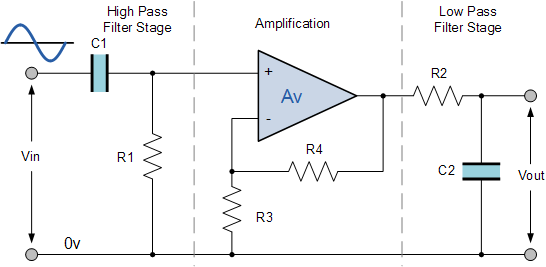 High Pass
Filter Stage
Amplification
Low Pass
Filter Stage
C1
R2
+
Av
-
R4
Vin
R1
C2
Vout
R3
0v